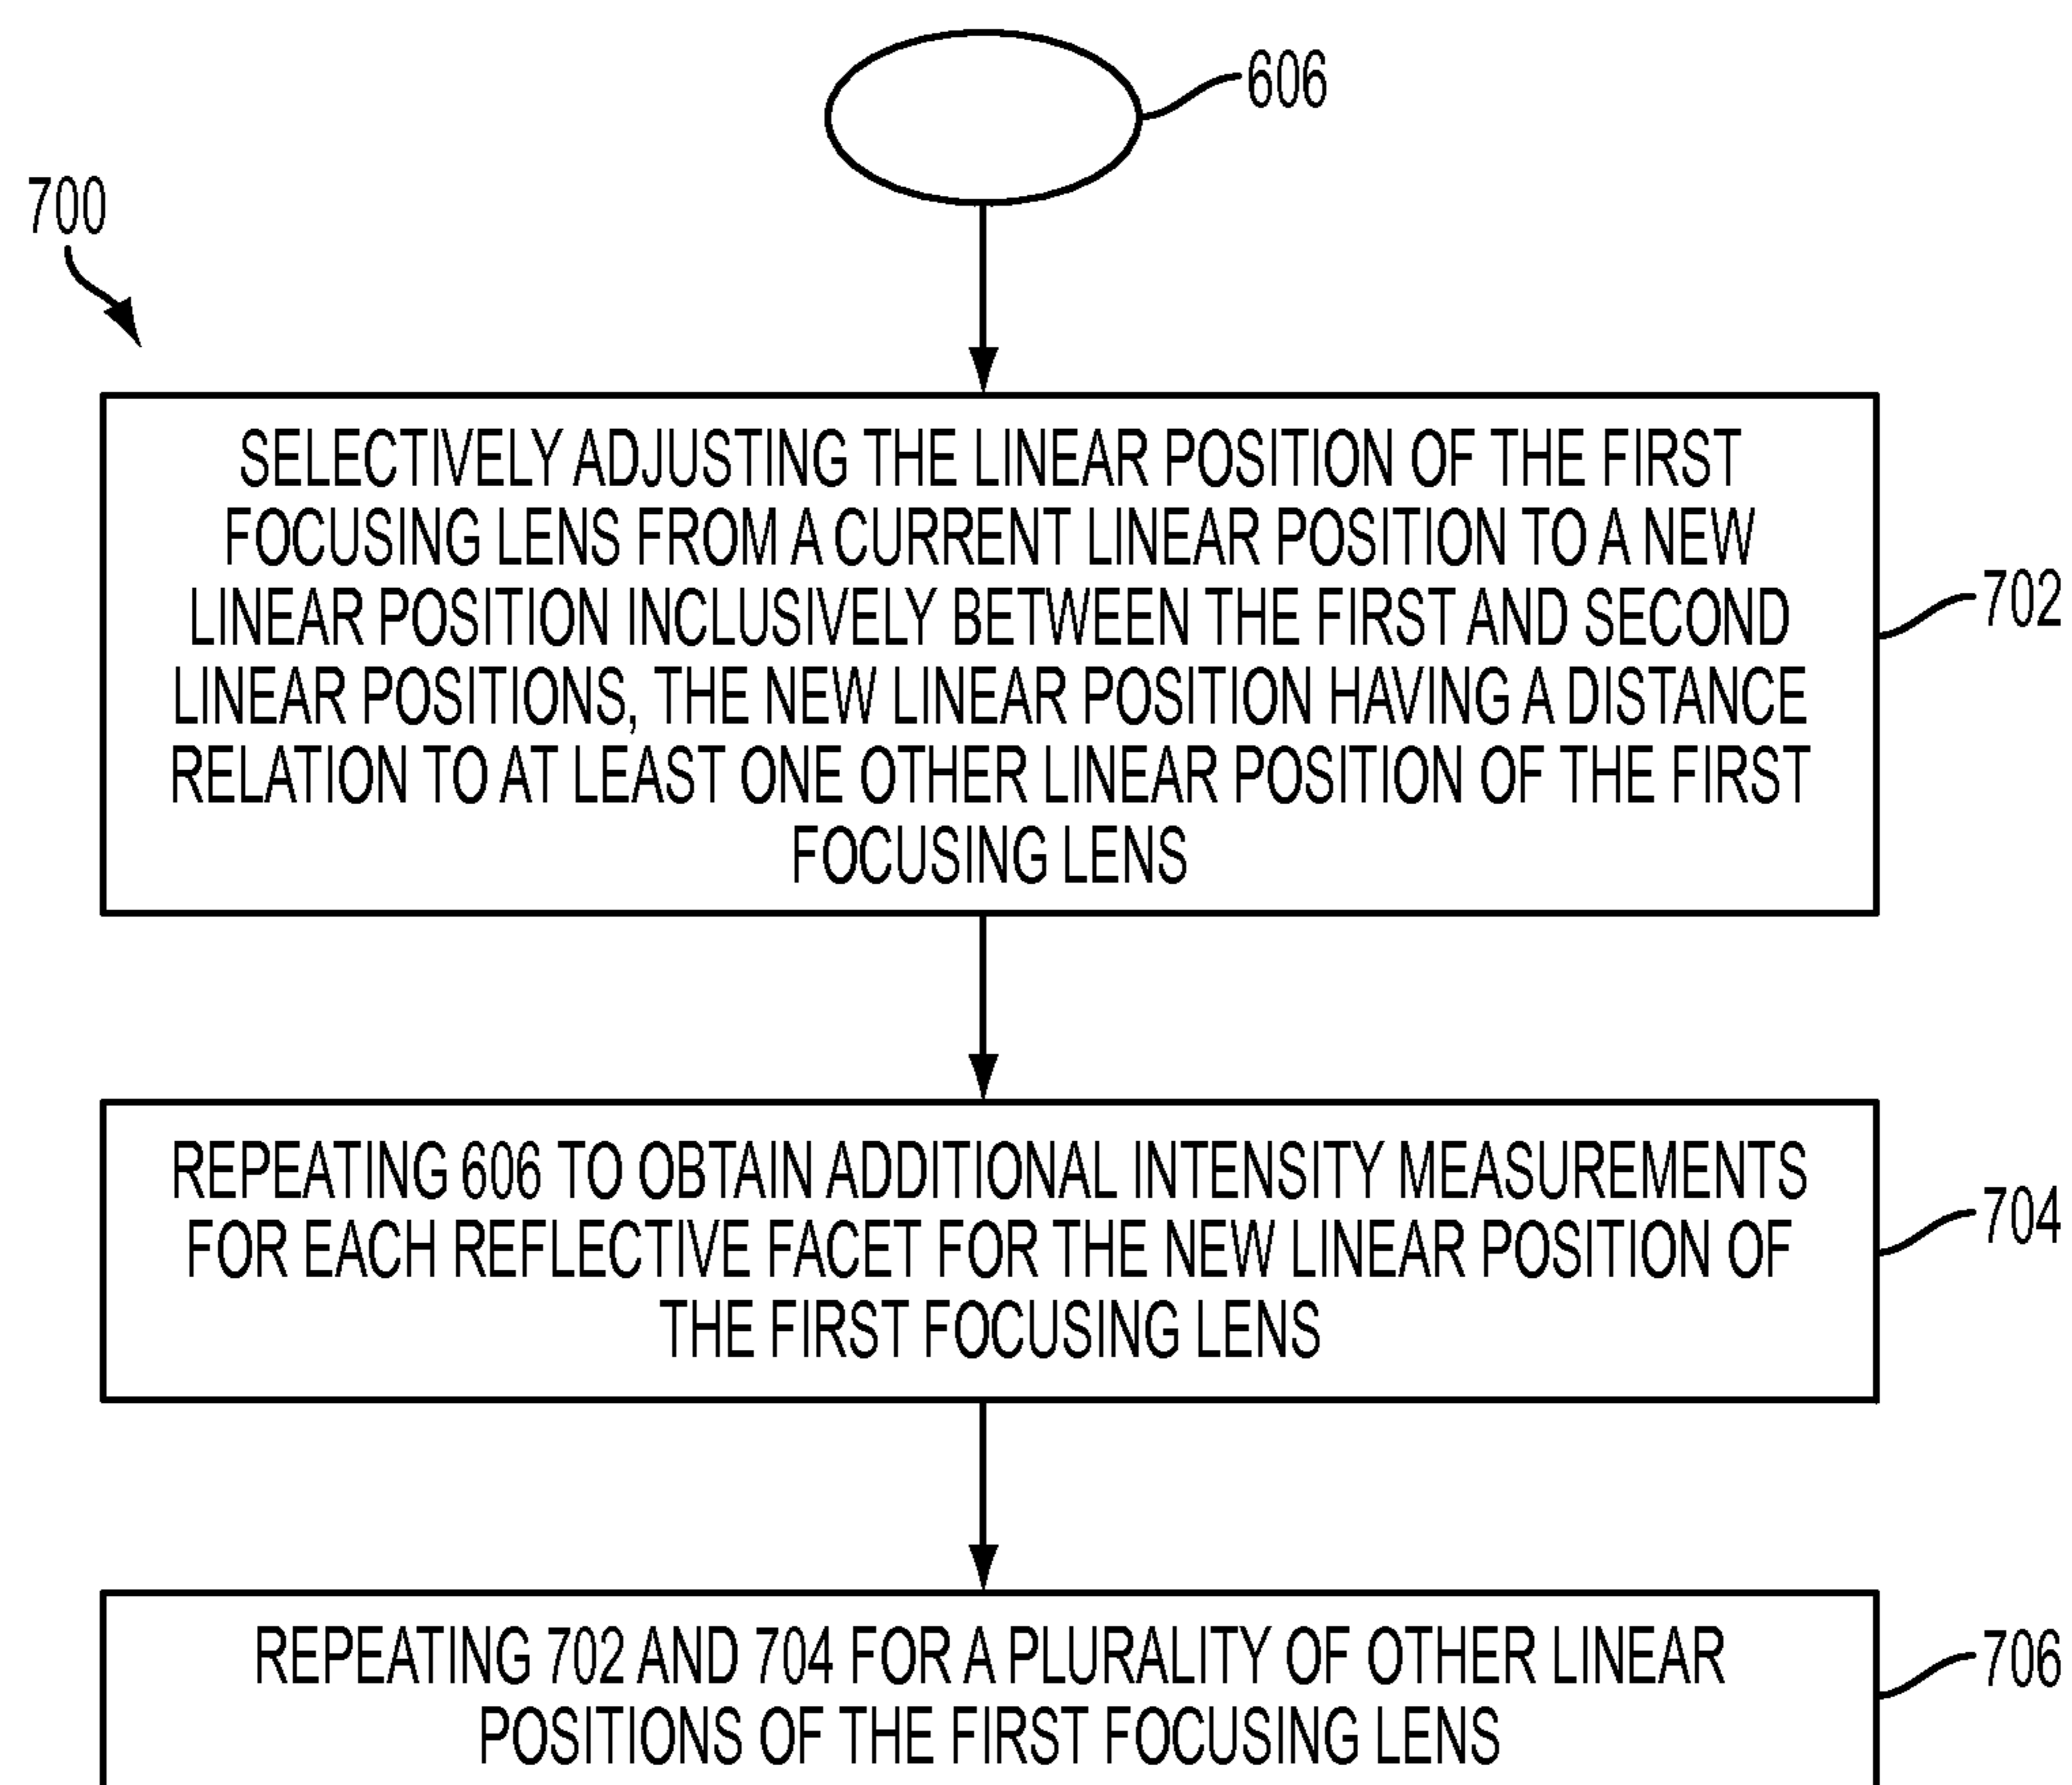 606
700
SELECTIVELY ADJUSTING THE LINEAR POSITION OF THE FIRST
FOCUSING LENS FROM A CURRENT LINEAR POSITION TO A NEW
LINEAR POSITION INCLUSIVELY BETWEEN THE FIRST AND SECOND
LINEAR POSITIONS, THE NEW LINEAR POSITION HAVING A DISTANCE
RELATION TO AT LEAST ONE OTHER LINEAR POSITION OF THE FIRST
FOCUSING LENS
702
REPEATING 606 TO OBTAIN ADDITIONAL INTENSITY MEASUREMENTS
FOR EACH REFLECTIVE FACET FOR THE NEW LINEAR POSITION OF
THE FIRST FOCUSING LENS
704
REPEATING 702 AND 704 FOR A PLURALITY OF OTHER LINEAR
POSITIONS OF THE FIRST FOCUSING LENS
706